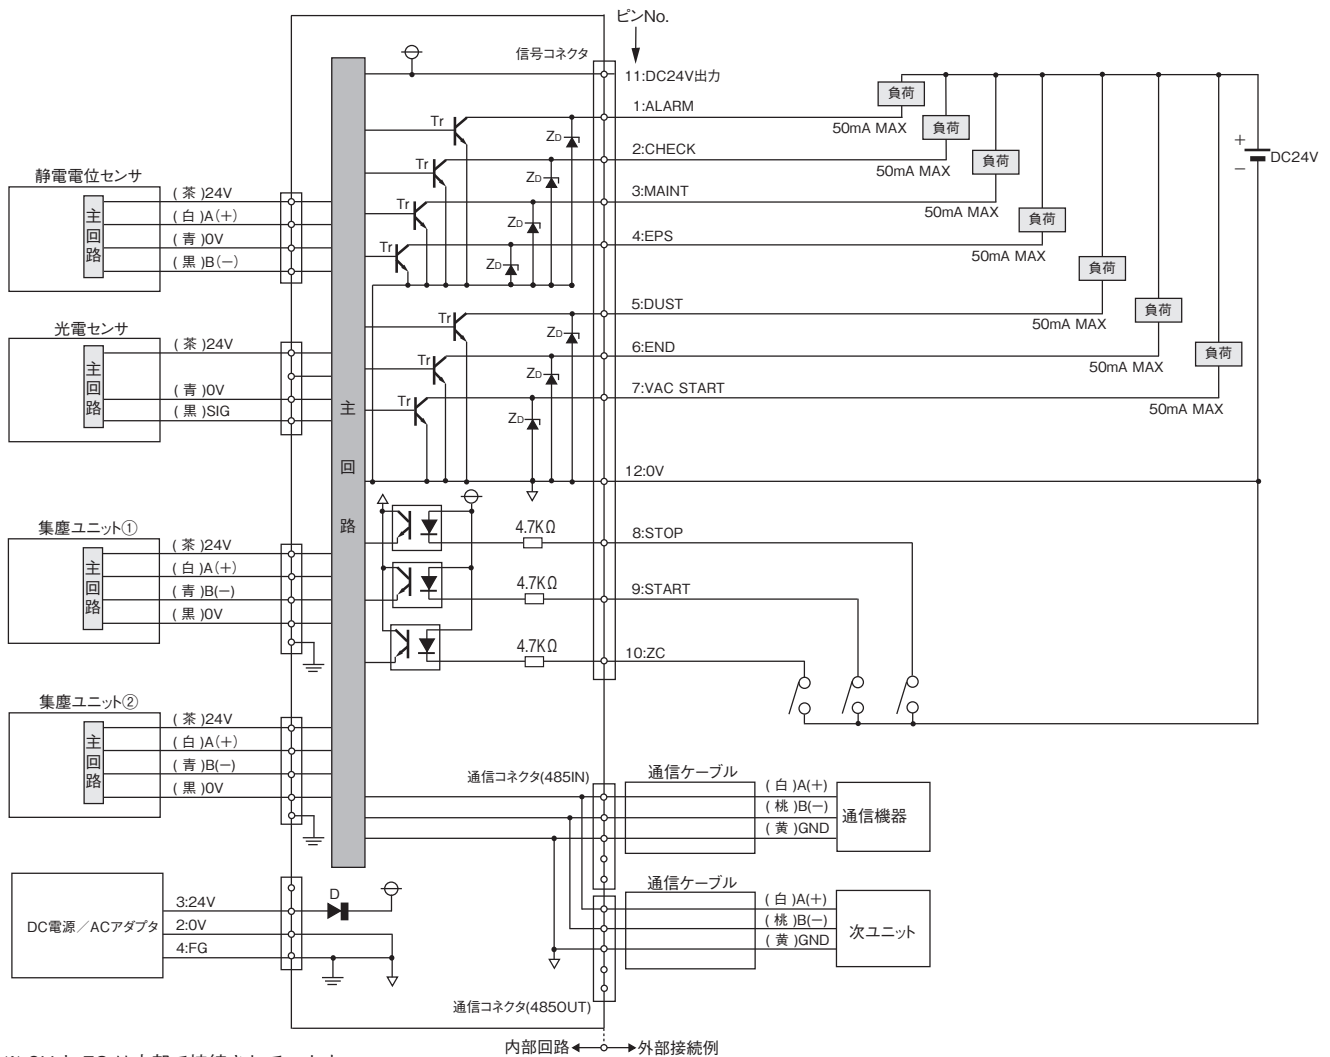 ピンNo.
信号コネクタ
11:DC24V出力
1:ALARM
負荷
50mA MAX
Tr
ZD
2:CHECK
負荷
50mA MAX
Tr
ZD
3:MAINT
負荷
50mA MAX
Tr
ZD
4:EPS
負荷
50mA MAX
Tr
ZD
+
DC24V
−
静電電位センサ
主回路
(茶)24V
(白)A(+)
(青)0V
(黒)B(−)
5:DUST
負荷
50mA MAX
Tr
ZD
6:END
負荷
50mA MAX
Tr
ZD
7:VAC START
負荷
50mA MAX
Tr
ZD
光電センサ
主回路
(茶)24V
(青)0V
(黒)SIG
主回路
12:0V
4.7KΩ
8:STOP
4.7KΩ
9:START
4.7KΩ
10:ZC
集塵ユニット①
主回路
(茶)24V
(白)A(+)
(青)B(−)
(黒)0V
集塵ユニット②
主回路
(茶)24V
(白)A(+)
(青)B(−)
(黒)0V
通信コネクタ(485IN)
通信ケーブル
(白)A(+)
(桃)B(−)
(黄)GND
通信機器
通信ケーブル
(白)A(+)
(桃)B(−)
(黄)GND
次ユニット
通信コネクタ(485OUT)
DC電源/ACアダプタ
3:24V
2:0V
4:FG
D
内部回路
外部接続例